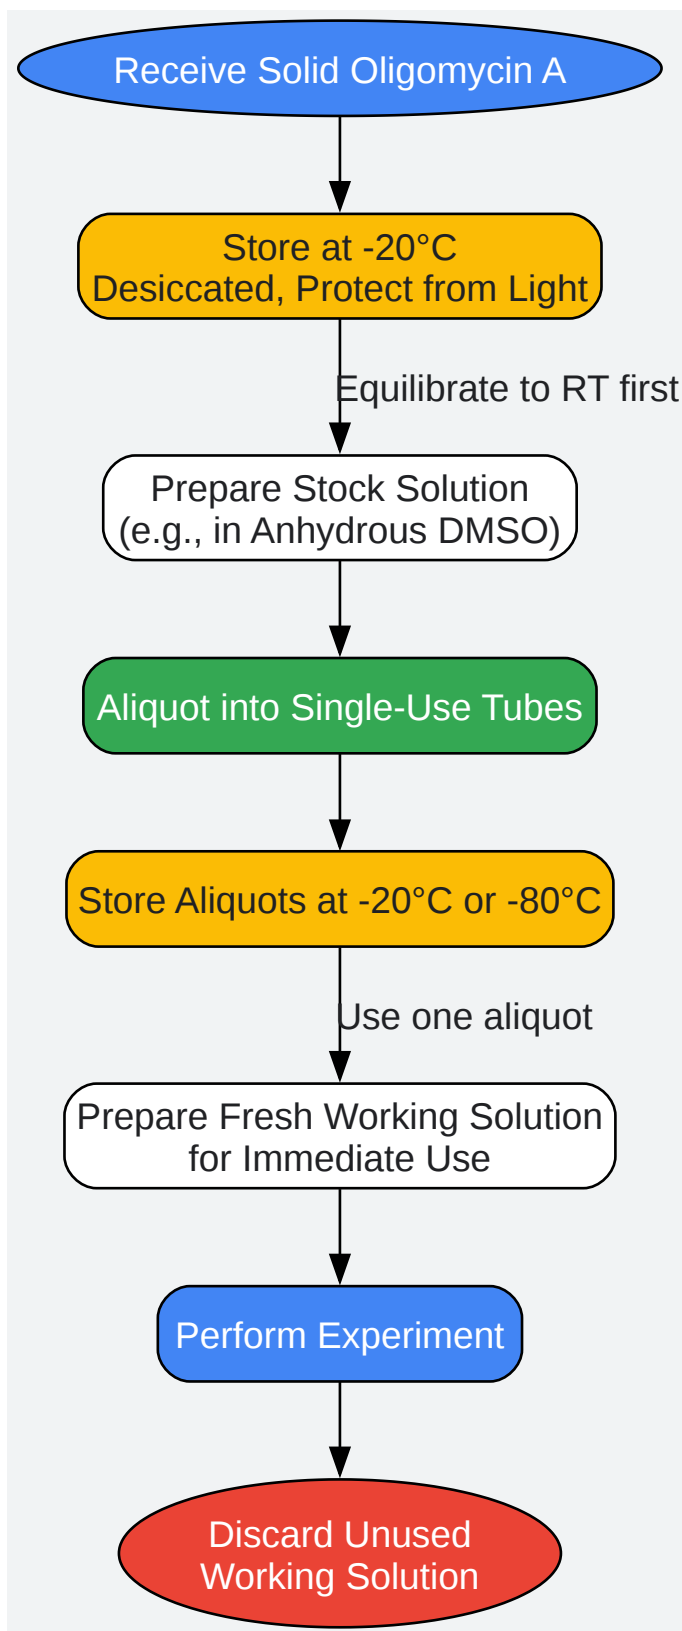 Receive Solid Oligomycin A
Store at -20°C
Desiccated, Protect from Light
Equilibrate to RT first
Prepare Stock Solution
(e.g., in Anhydrous DMSO)
Aliquot into Single-Use Tubes
Store Aliquots at -20°C or -80°C
Use one aliquot
Prepare Fresh Working Solution
for Immediate Use
Perform Experiment
Discard Unused
Working Solution